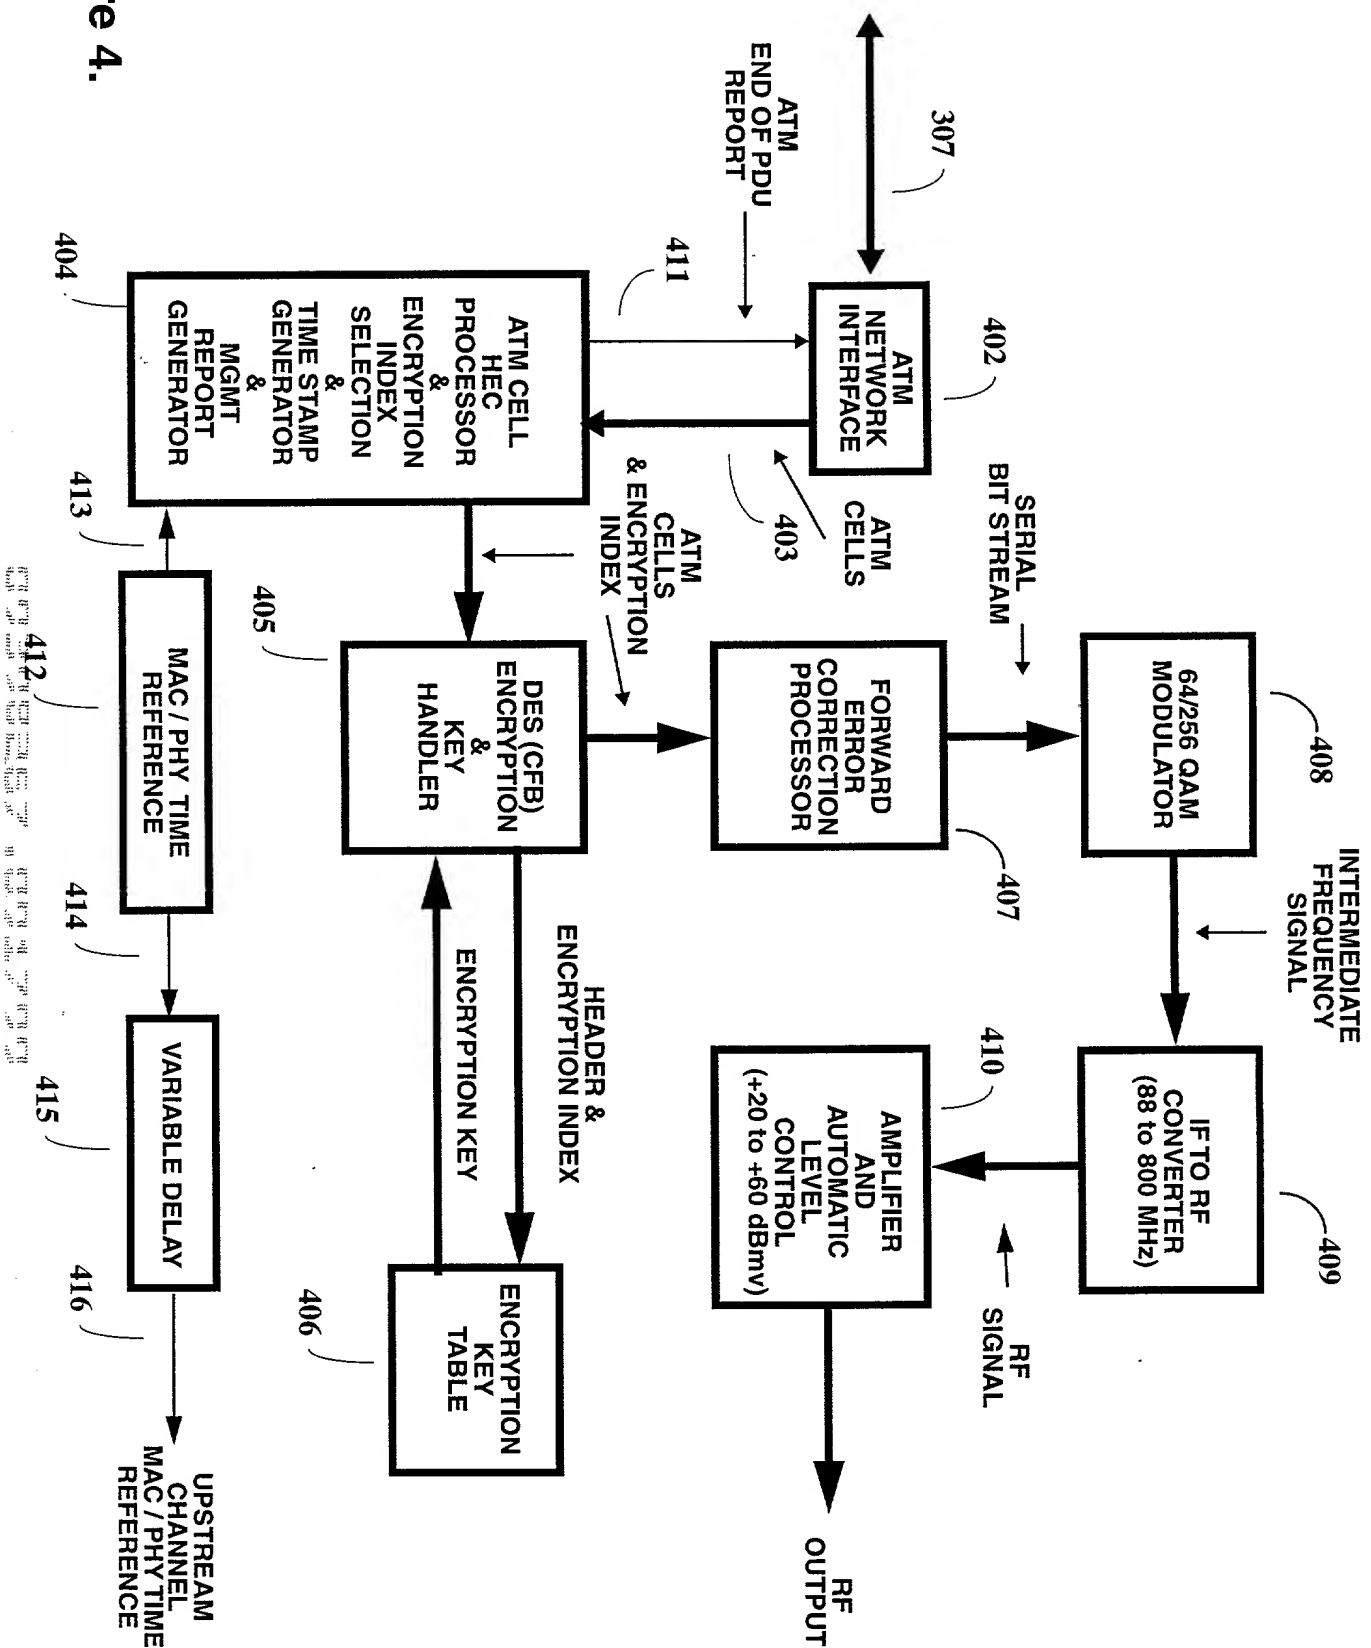 307
402
ATM
NETWORK
INTERFACE
ATM
END OF PDU
REPORT
411
403
ATM
CELLS
404
ATM CELL
HEC
PROCESSOR
&
ENCRYPTION
INDEX
SELECTION
&
TIME STAMP
GENERATOR
&
MGMT
REPORT
GENERATOR
408
64/256 QAM
MODULATOR
SERIAL
BIT STREAM
407
FORWARD
ERROR
CORRECTION
PROCESSOR
ATM
CELLS
& ENCRYPTION
INDEX
405
DES (CFB)
ENCRYPTION
&
KEY
HANDLER
413
412
MAC / PHY TIME
REFERENCE
INTERMEDIATE
FREQUENCY
SIGNAL
409
IF TO RF
CONVERTER
(88 to 800 MHz)
RF
SIGNAL
410
AMPLIFIER
AND
AUTOMATIC
LEVEL
CONTROL
(+20 to +60 dBmv)
RF
OUTPUT
HEADER &
ENCRYPTION INDEX
ENCRYPTION KEY
406
ENCRYPTION
KEY
TABLE
414
415
VARIABLE DELAY
416
UPSTREAM
CHANNEL
MAC / PHY TIME
REFERENCE
re 4.